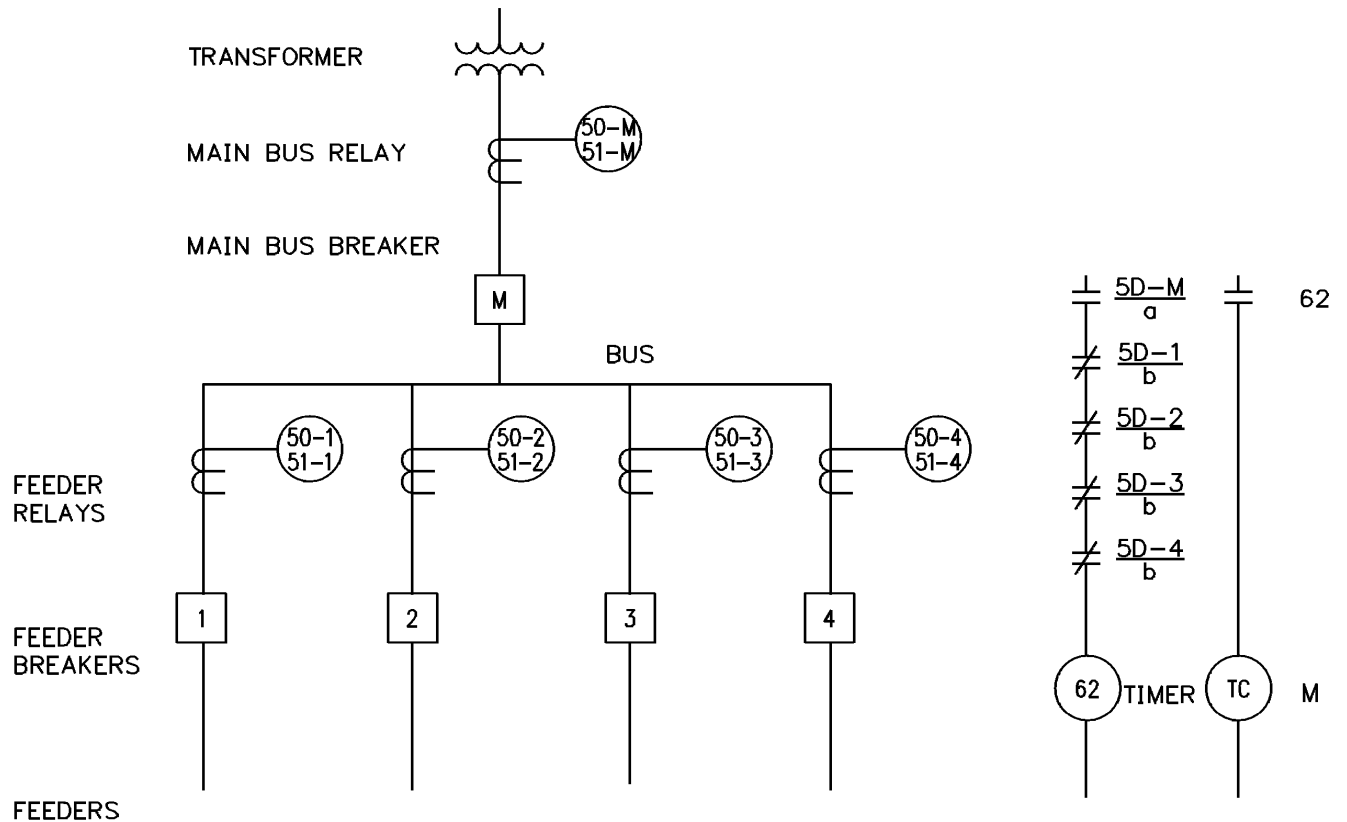 TRANSFORMER
50-M
51-M
MAIN BUS RELAY
MAIN BUS BREAKER
M
BUS
50-1
51-1
50-2
51-2
50-3
51-3
50-4
51-4
FEEDER
RELAYS
1
2
3
4
FEEDER
BREAKERS
FEEDERS
5D-M
a
62
5D-1
b
5D-2
b
5D-3
b
5D-4
b
62
TIMER
TC
M